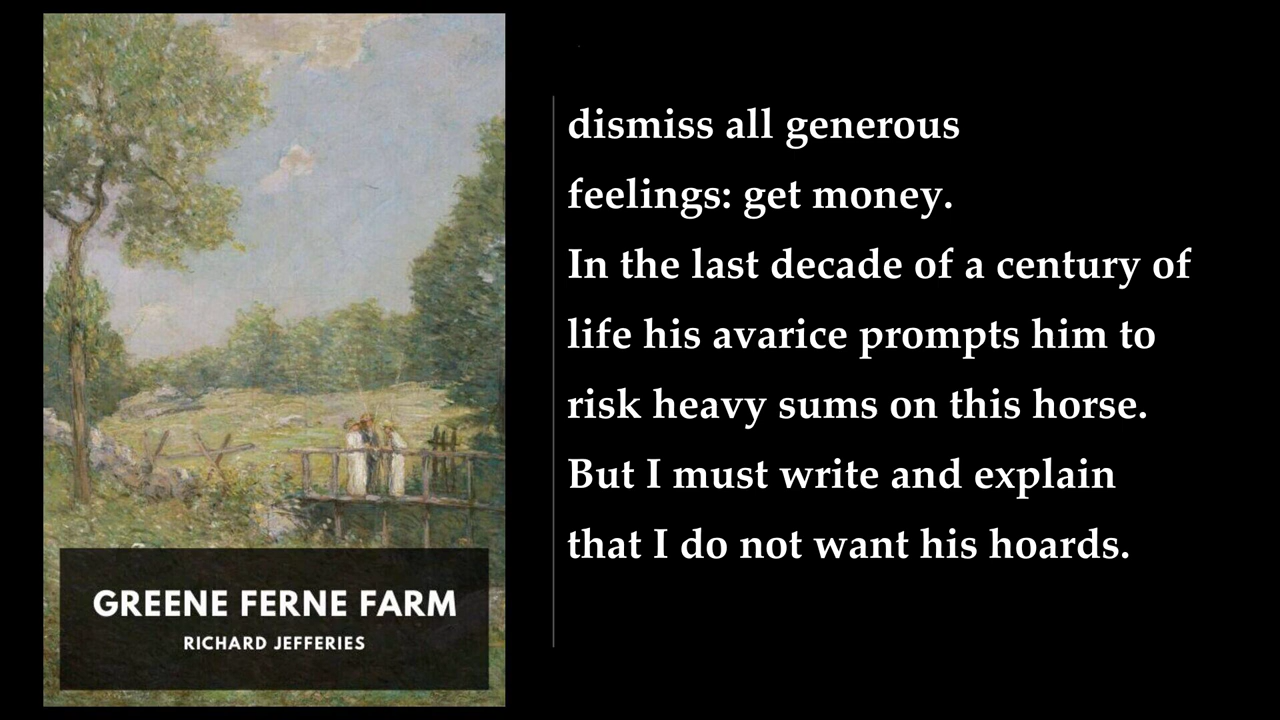 dismiss all generous
feelings: get money.
In the last decade of a century of
life his avarice prompts him to
risk heavy sums on this horse.
But I must write and explain
that I do not want his hoards.
GREENE FERNE FARM
RICHARD JEFFERIES